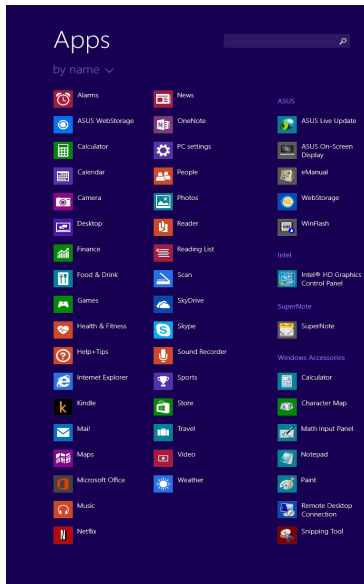 Apps
by name
Alarms
ASUS WebStorage
Calculator
Calendar
Camera
Desktop
Finance
Food & Drink
Games
Health & Fitness
Help+Tips
Internet Explorer
Kindle
Mail
Maps
Microsoft Office
Music
Netflix
News
OneNote
PC settings
People
Photos
Reader
Reading List
Scan
SkyDrive
Skype
Sound Recorder
Sports
Store
Travel
Video
Weather
ASUS
ASUS Live Update
ASUS On-Screen
Display
eManual
WebStorage
WinFlash
Intel
Intel® HD Graphics
Control Panel
SuperNote
SuperNote
Windows Accessories
Calculator
Character Map
Math Input Panel
Notepad
Paint
Remote Desktop
Connection
Snipping Tool